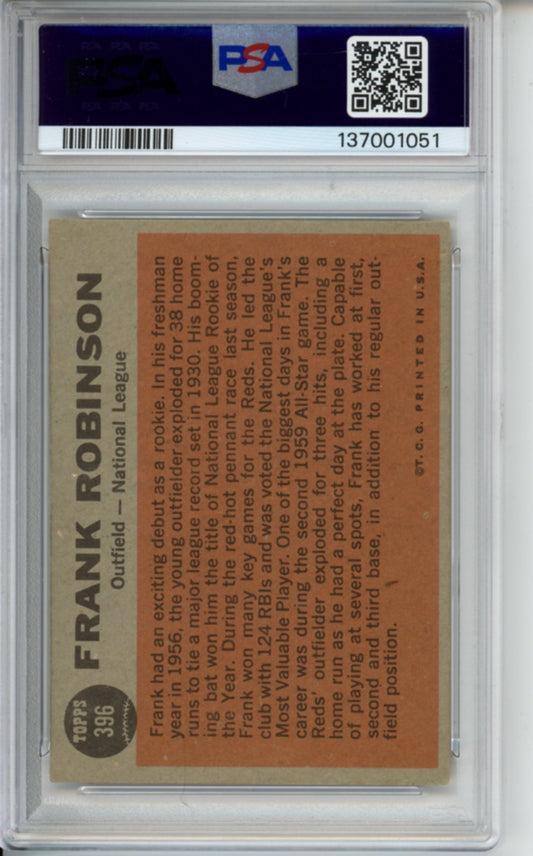 PSA
137001051
TOPPS
396
FRANK ROBINSON
Outfield — National League
Frank had an exciting debut as a rookie. In his freshman
year in 1956, the young outfielder exploded for 38 home
runs to tie a major league record set in 1930. His boom-
ing bat won him the title of National League Rookie of
the Year. During the red-hot pennant race last season,
Frank won many key games for the Reds. He led the
club with 124 RBIs and was voted the National League's
Most Valuable Player. One of the biggest days in Frank's
career was during the second 1959 All-Star game. The
Reds' outfielder exploded for three hits, including a
home run as he had a perfect day at the plate. Capable
of playing at several spots, Frank has worked at first,
second and third base, in addition to his regular out-
field position.
©T. C. G. PRINTED IN U.S.A.